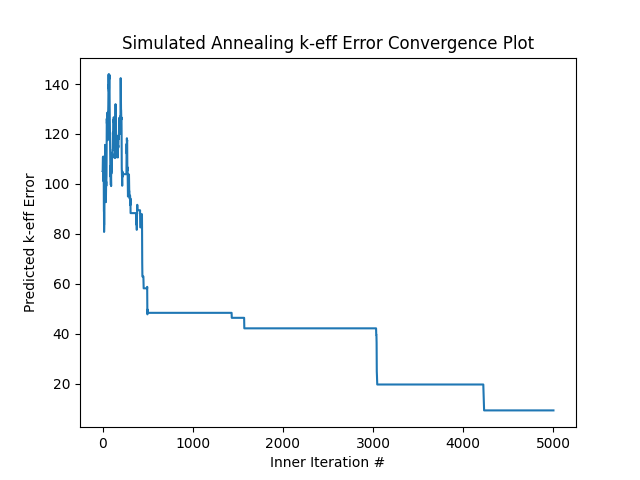 Simulated Annealing k-eff Error Convergence Plot
140
120
100
80
60
40
20
Predicted k-eff Error
0 1000 2000 3000 4000 5000
Inner Iteration #